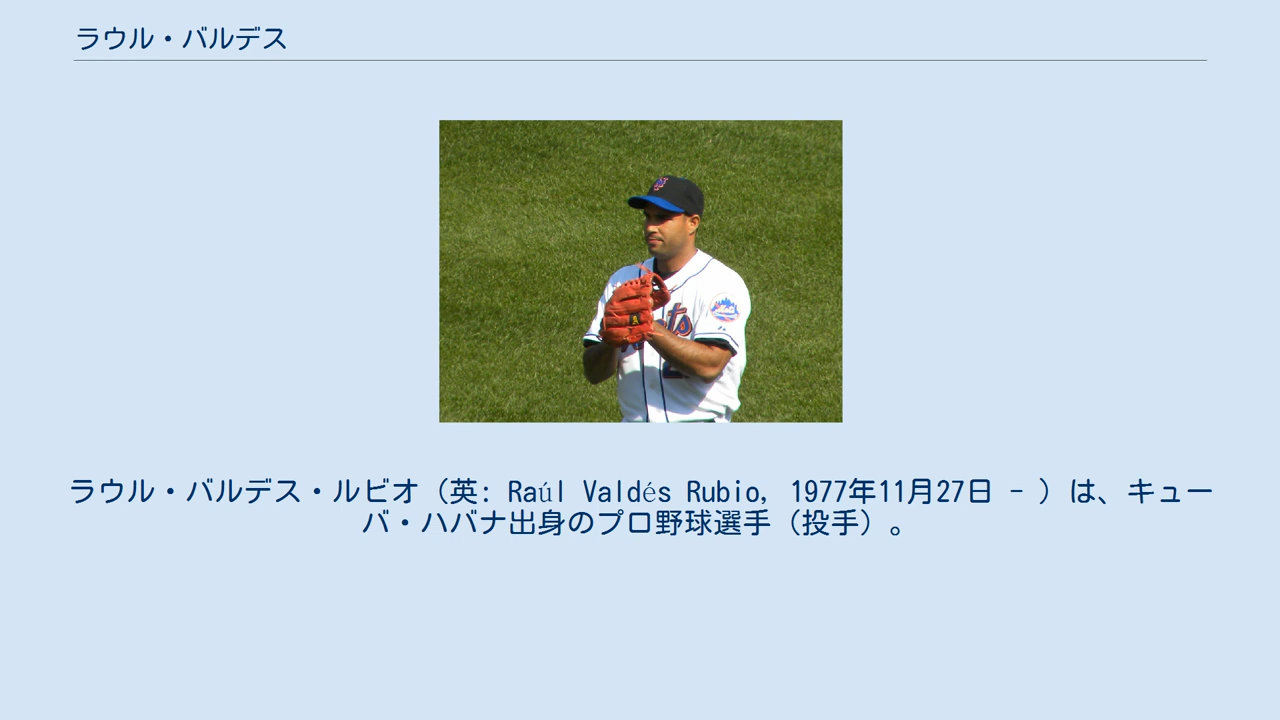 ラウル・バルデス
ラウル・バルデス・ルビオ（英: Raúl Valdés Rubio, 1977年11月27日 - ）は、キュー
バ・ハバナ出身のプロ野球選手（投手）。